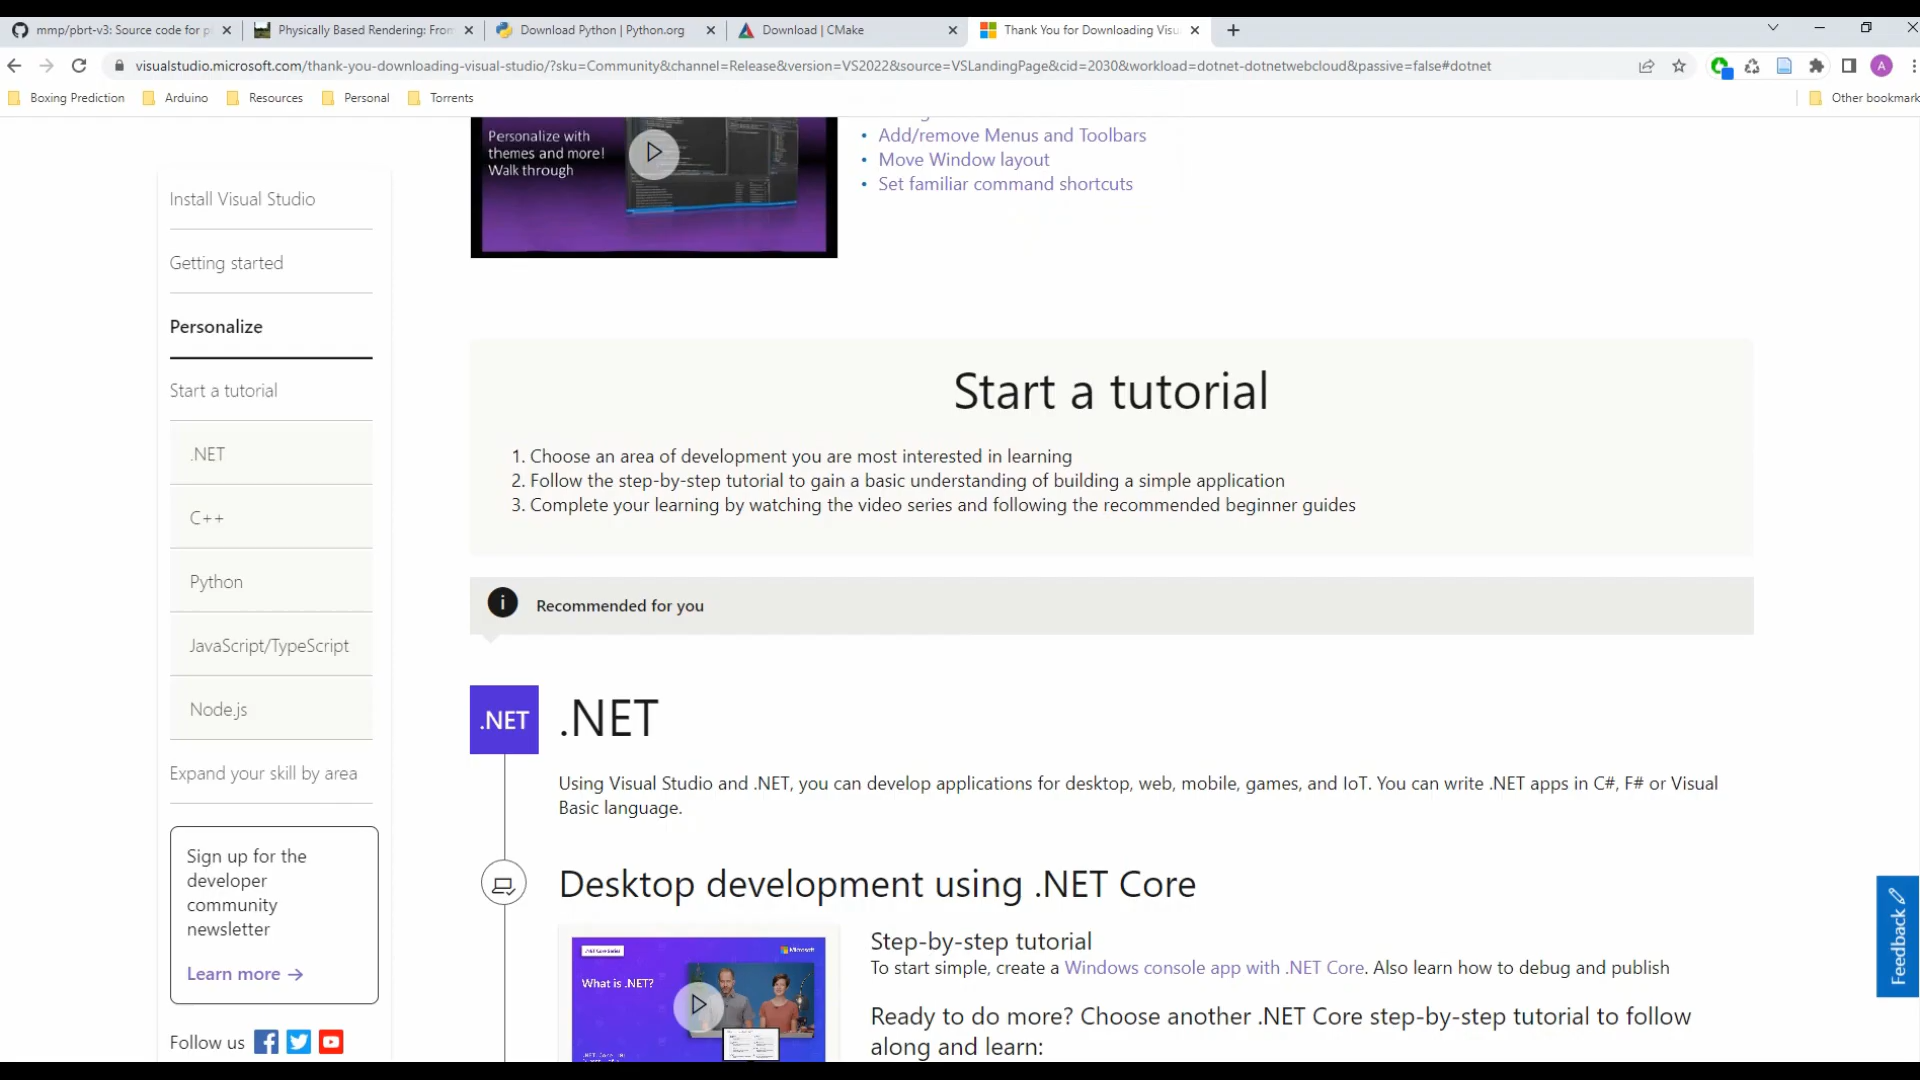 mmp/pbrt-v3: Source code for p
Physically Based Rendering: From
Download Python | Python.org
Download | CMake
Thank You for Downloading Visu
visualstudio.microsoft.com/thank-you-downloading-visual-studio/?sku=Community&channel=Release&version=VS2022&source=VSLandingPage&cid=2030&workload=dotnet-dotnetwebcloud&passive=false#dotnet
A
Boxing Prediction
Arduino
Resources
Personal
Torrents
Other bookmark
Personalize with
themes and more!
Walk through
Add/remove Menus and Toolbars
Move Window layout
Set familiar command shortcuts
Install Visual Studio
Getting started
Personalize
Start a tutorial
.NET
C++
Python
JavaScript/TypeScript
Node.js
Expand your skill by area
Sign up for the
developer
community
newsletter
Learn more →
Follow us
Start a tutorial
1. Choose an area of development you are most interested in learning
2. Follow the step-by-step tutorial to gain a basic understanding of building a simple application
3. Complete your learning by watching the video series and following the recommended beginner guides
Recommended for you
.NET
.NET
Using Visual Studio and .NET, you can develop applications for desktop, web, mobile, games, and IoT. You can write .NET apps in C#, F# or Visual
Basic language.
Desktop development using .NET Core
Microsoft
What is .NET?
Step-by-step tutorial
To start simple, create a Windows console app with .NET Core. Also learn how to debug and publish
Ready to do more? Choose another .NET Core step-by-step tutorial to follow
along and learn:
Feedback